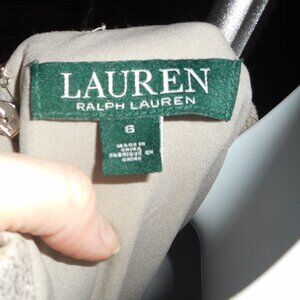 LAUREN
RALPH LAUREN
6
MADE IN
CHINA
FABRIQUÉ EN
CHINE